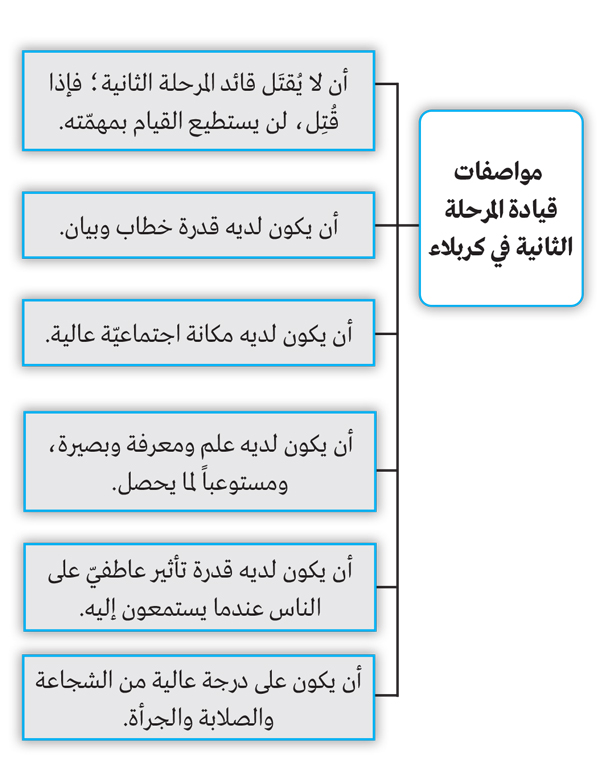 مواصفات
قيادة المرحلة
الثانية في كربلاء
أن لا يُقتَل قائد المرحلة الثانية؛ فإذا
قُتِل، لن يستطيع القيام بمهمّته.
أن يكون لديه قدرة خطاب وبيان.
أن يكون لديه مكانة اجتماعيّة عالية.
أن يكون لديه علم ومعرفة وبصيرة،
ومستوعباً لما يحصل.
أن يكون لديه قدرة تأثير عاطفيّ على
الناس عندما يستمعون إليه.
أن يكون على درجة عالية من الشجاعة
والصلابة والجرأة.